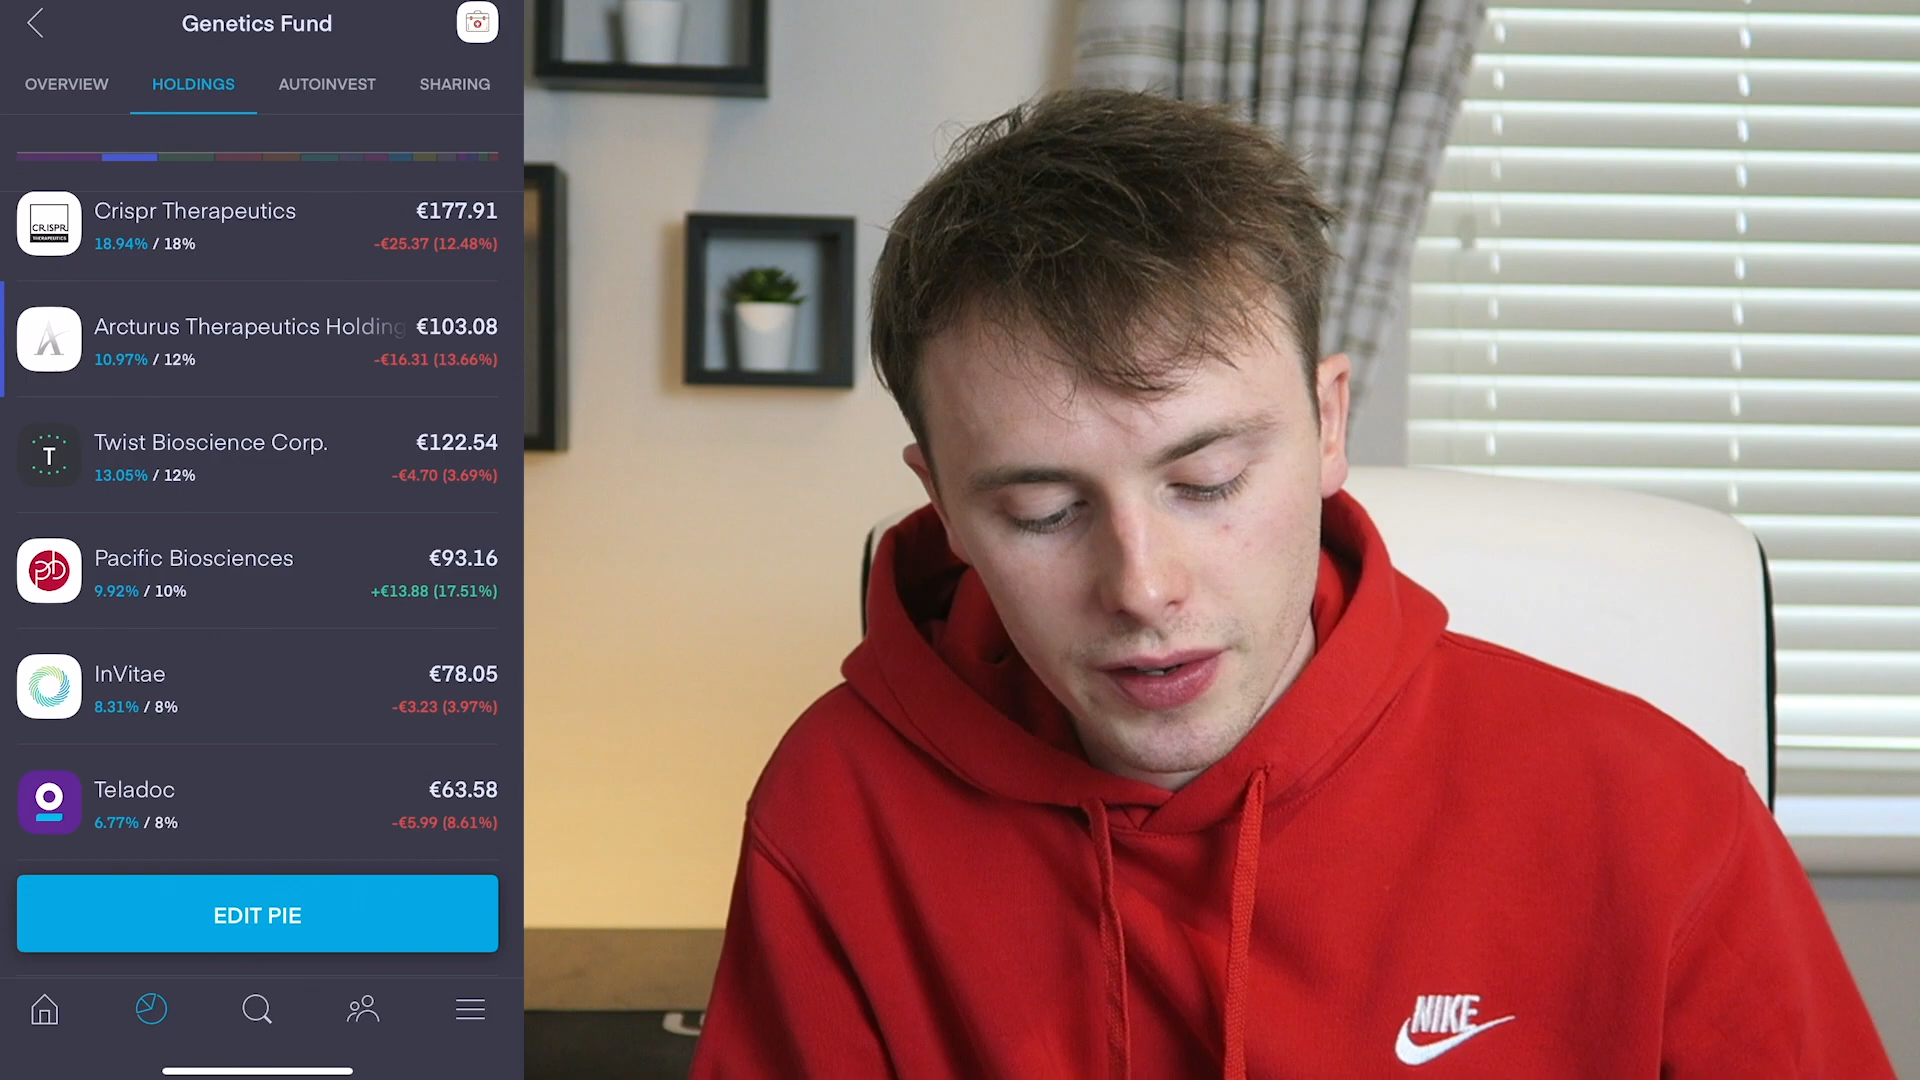 Genetics Fund
OVERVIEW
HOLDINGS
AUTOINVEST
SHARING
CRISPR
THERAPEUTICS
Crispr Therapeutics
€177.91
18.94% / 18%
-€25.37 (12.48%)
Arcturus Therapeutics Holding
€103.08
10.97% / 12%
-€16.31 (13.66%)
T
Twist Bioscience Corp.
€122.54
13.05% / 12%
-€4.70 (3.69%)
pb
Pacific Biosciences
€93.16
9.92% / 10%
+€13.88 (17.51%)
InVitae
€78.05
8.31% / 8%
-€3.23 (3.97%)
Teladoc
€63.58
6.77% / 8%
-€5.99 (8.61%)
EDIT PIE
NIKE